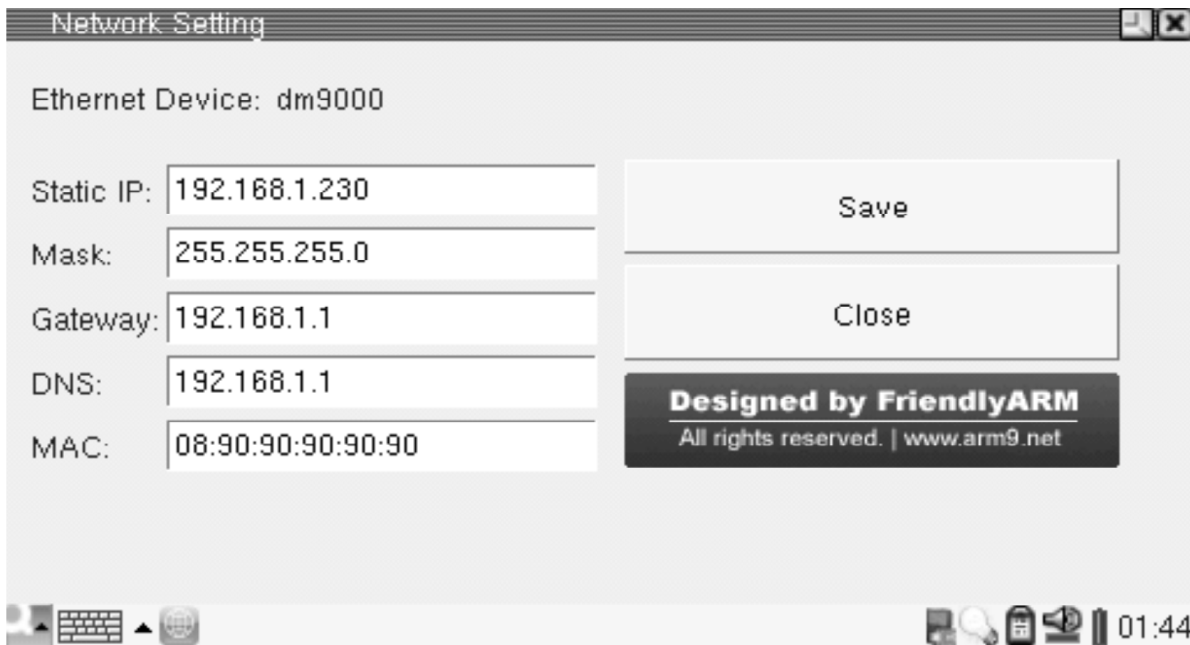 Network Setting
Ethernet Device: dm9000
Static IP: 192.168.1.230
Mask: 255.255.255.0
Gateway: 192.168.1.1
DNS: 192.168.1.1
MAC: 08:90:90:90:90:90
Save
Close
Designed by FriendlyARM
All rights reserved. | www.arm9.net
01:44